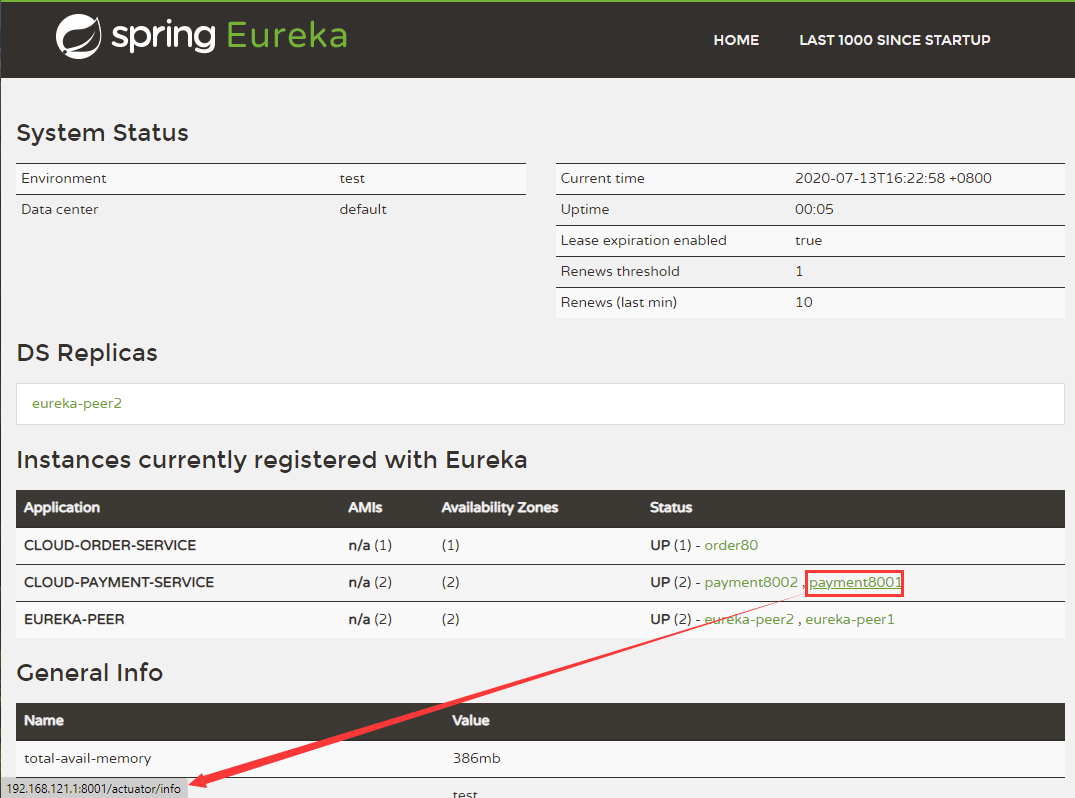 spring Eureka HOME LAST 1000 SINCE STARTUP
System Status
Environment test
Data center default
Current time 2020-07-13T16:22:58 +0800
Uptime 00:05
Lease expiration enabled true
Renews threshold 1
Renews (last min) 10
DS Replicas
eureka-peer2
Instances currently registered with Eureka
Application AMIs Availability Zones Status
CLOUD-ORDER-SERVICE n/a (1) (1) UP (1) - order80
CLOUD-PAYMENT-SERVICE n/a (2) (2) UP (2) - payment8002 , payment8001
EUREKA-PEER n/a (2) (2) UP (2) - eureka-peer2 , eureka-peer1
General Info
Name Value
total-avail-memory 386mb
test
192.168.121.1:8001/actuator/info